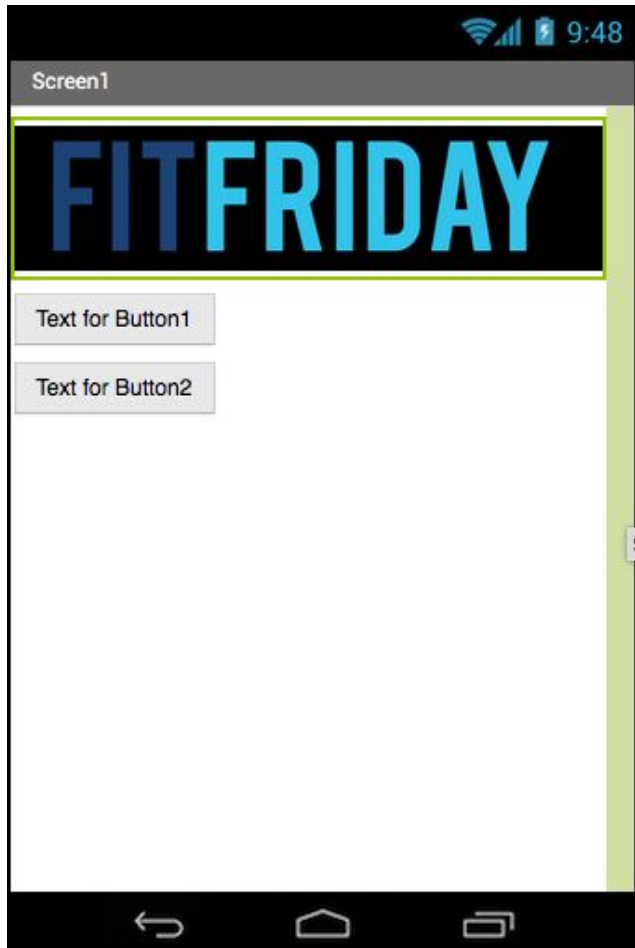 9:48
Screen1
FITFRIDAY
Text for Button1
Text for Button2